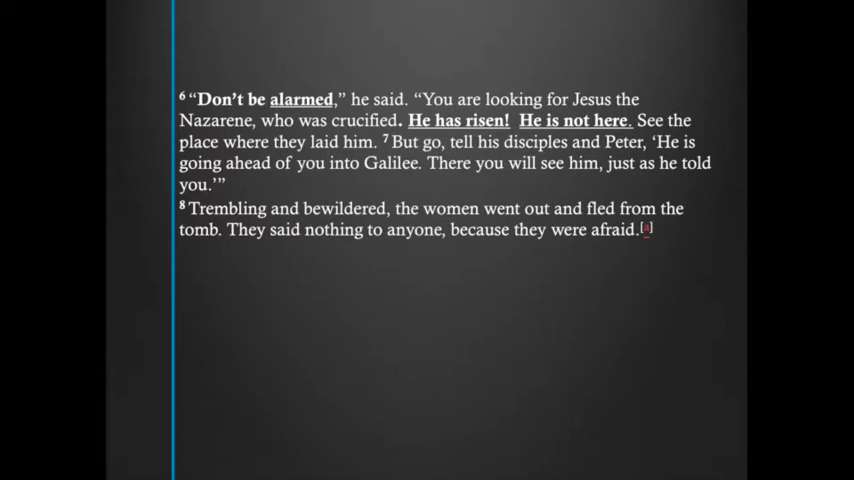 6 “Don’t be alarmed,” he said. “You are looking for Jesus the
Nazarene, who was crucified. He has risen!  He is not here. See the
place where they laid him. 7 But go, tell his disciples and Peter, ‘He is
going ahead of you into Galilee. There you will see him, just as he told
you.’”
8 Trembling and bewildered, the women went out and fled from the
tomb. They said nothing to anyone, because they were afraid.[a]